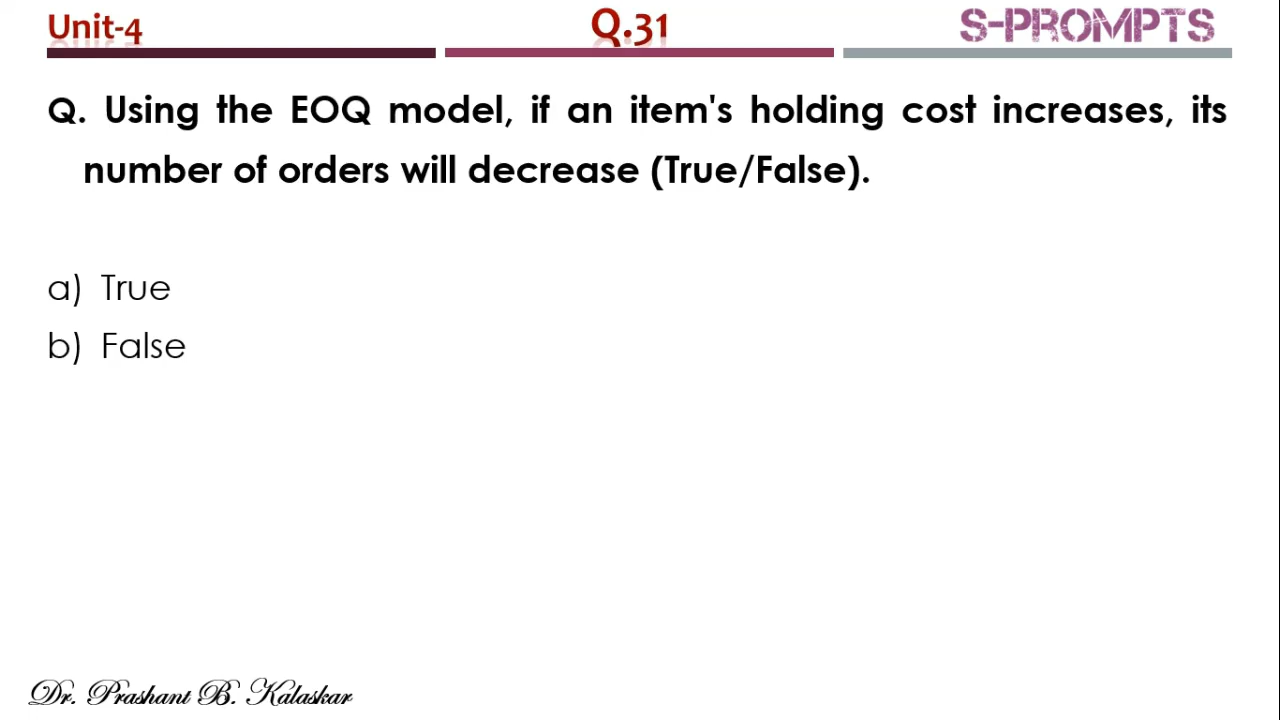 Unit-4 Q.31 S-PROMPTS
Q. Using the EOQ model, if an item's holding cost increases, its
number of orders will decrease (True/False).
a) True
b) False
Dr. Prashant B. Kalaskar